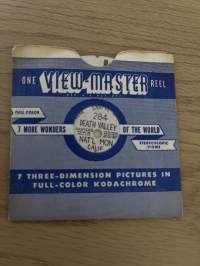 ONE VIEW-MASTER REEL
FULL COLOR
284
DEATH VALLEY
NAT'L MON.
CALIF.
7 MORE WONDERS OF THE WORLD
STEREOSCOPIC
VIEWS
7 THREE-DIMENSION PICTURES IN
FULL-COLOR KODACHROME